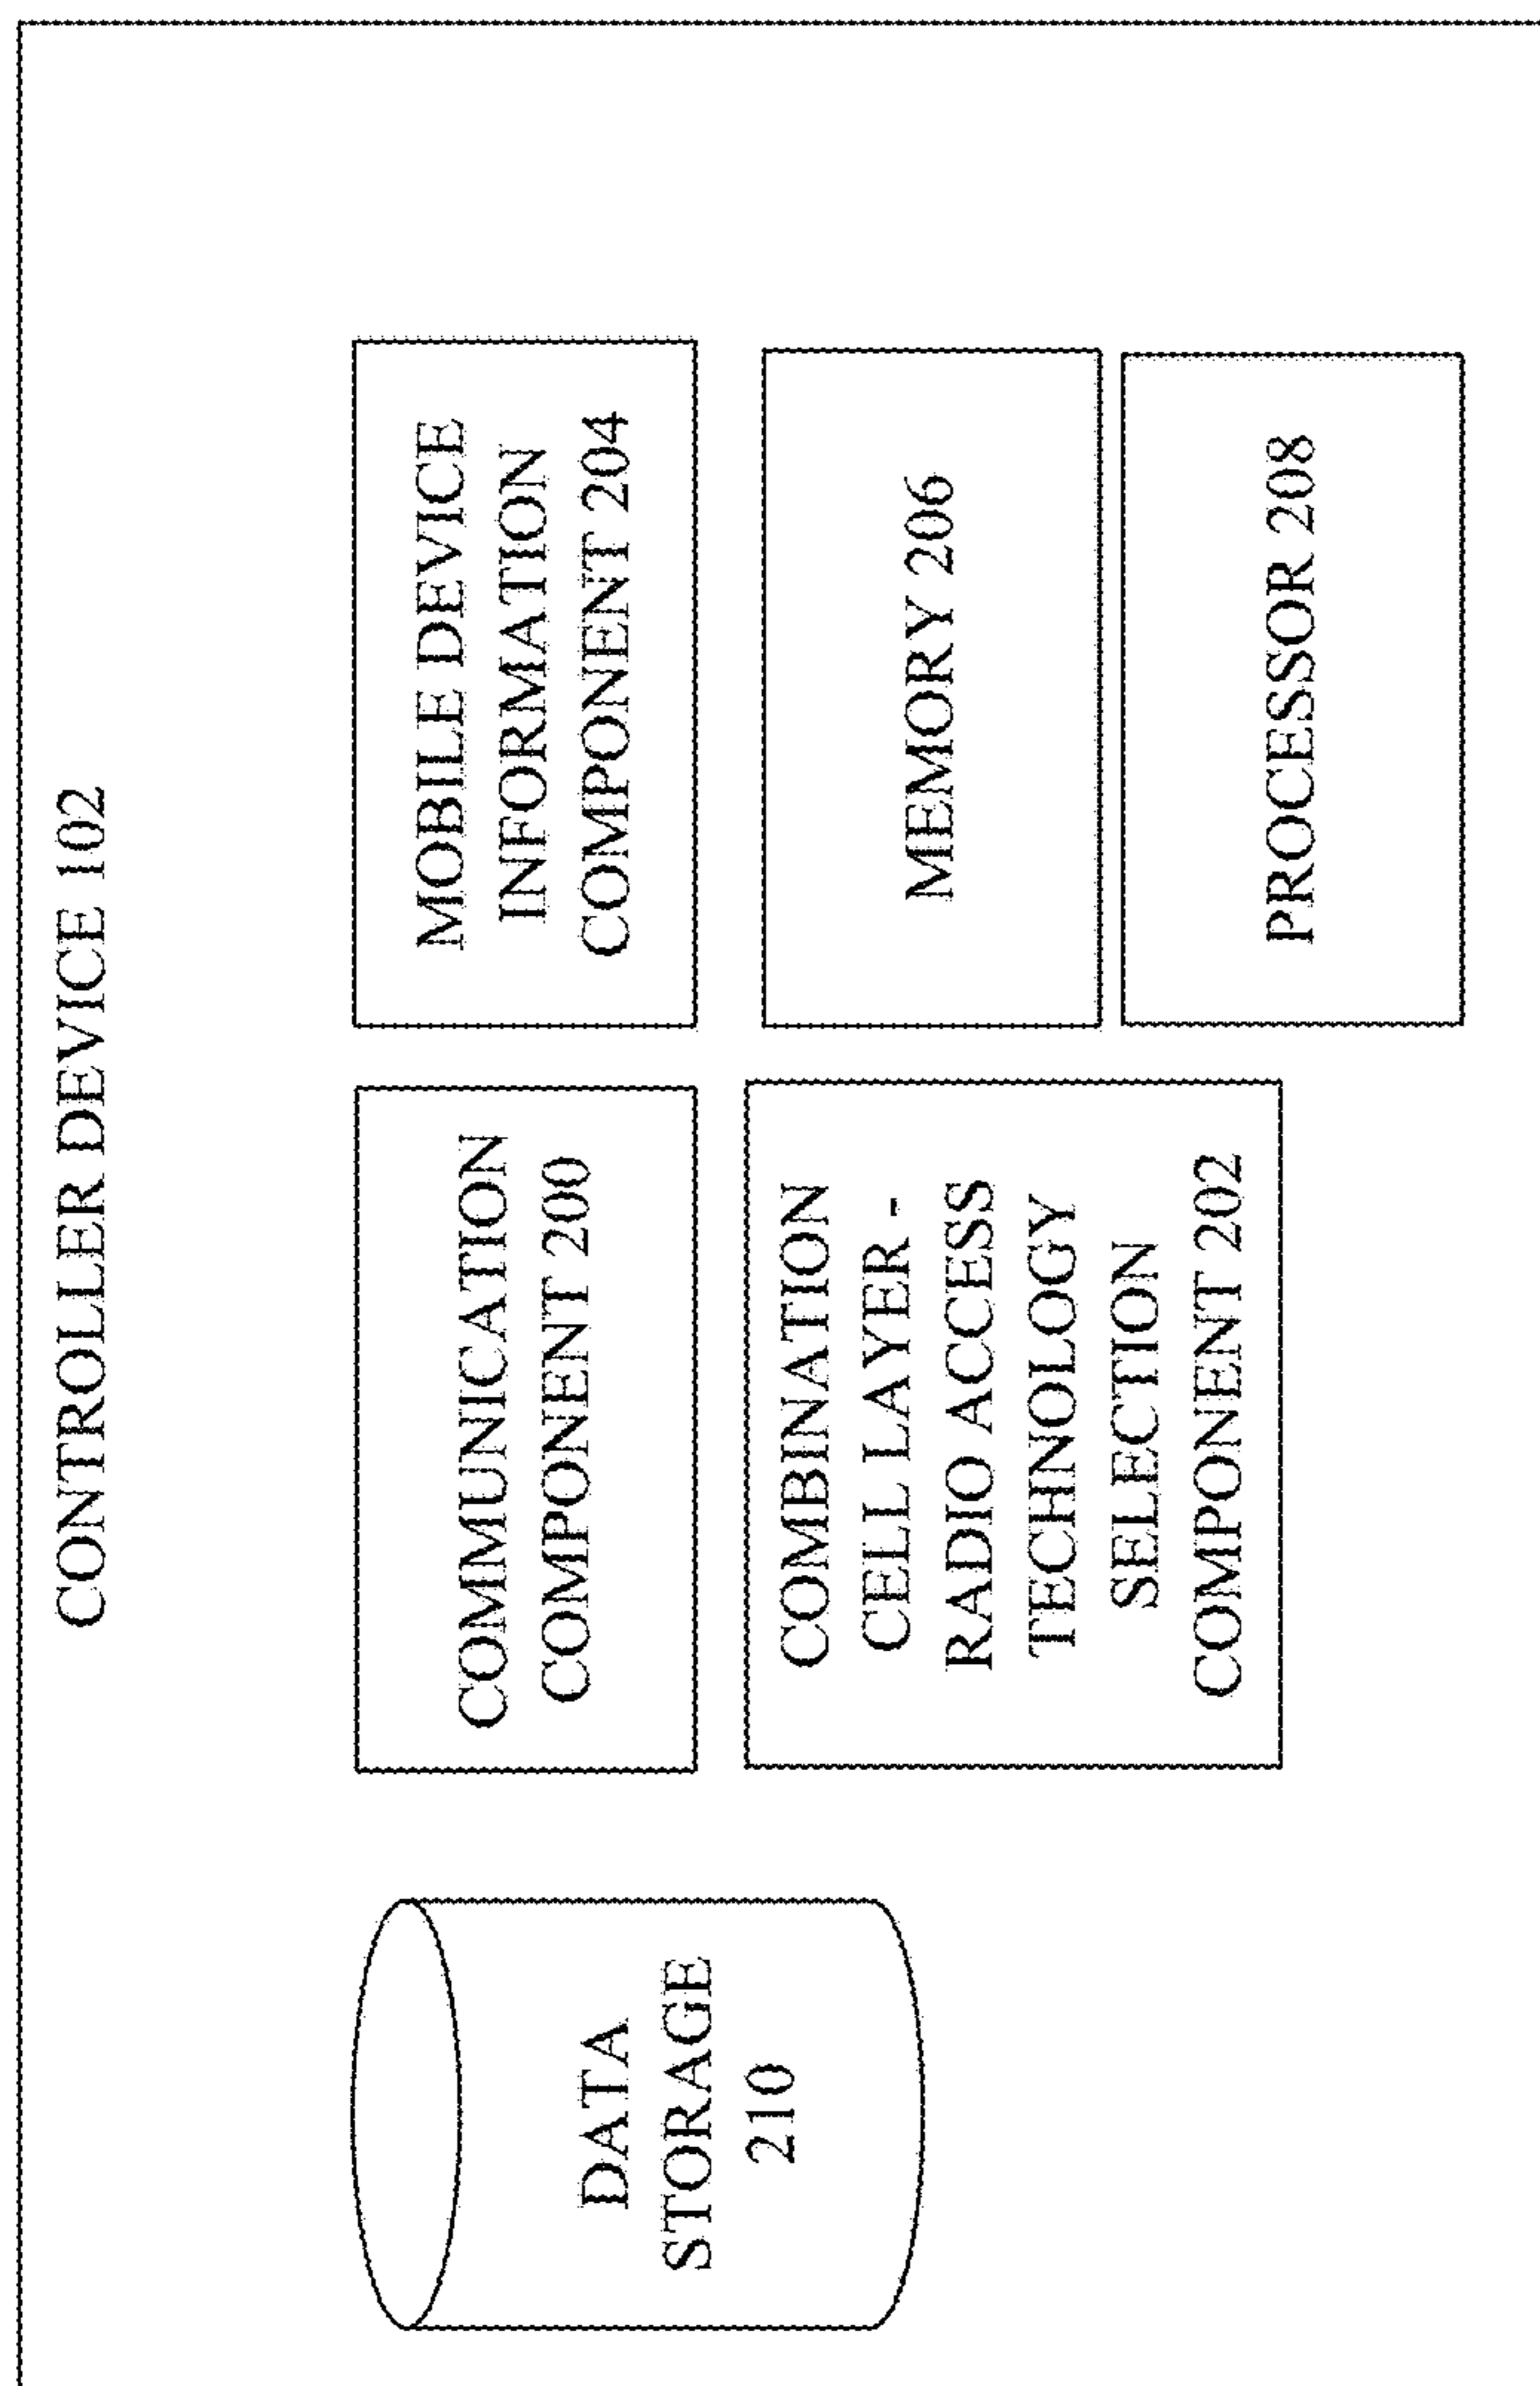 CONTROLLER DEVICE 102
DATA
STORAGE
210
COMMUNICATION
COMPONENT 200
COMBINATION
CELL LAYER -
RADIO ACCESS
TECHNOLOGY
SELECTION
COMPONENT 202
MOBILE DEVICE
INFORMATION
COMPONENT 204
MEMORY 206
PROCESSOR 208